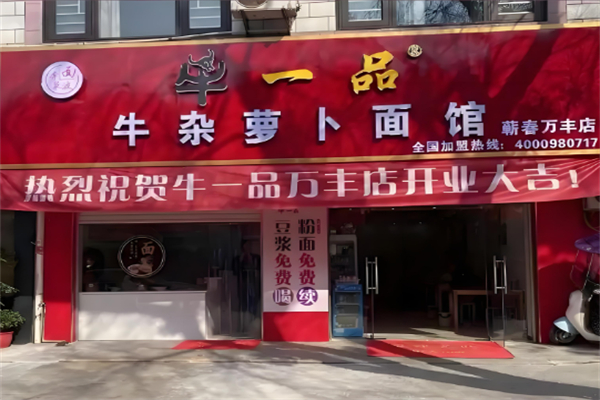 牛一品
牛杂萝卜面馆
蕲春万丰店
全国加盟热线：4000980717
热烈祝贺牛一品万丰店开业大吉！
豆浆免费喝
粉面免费续
面